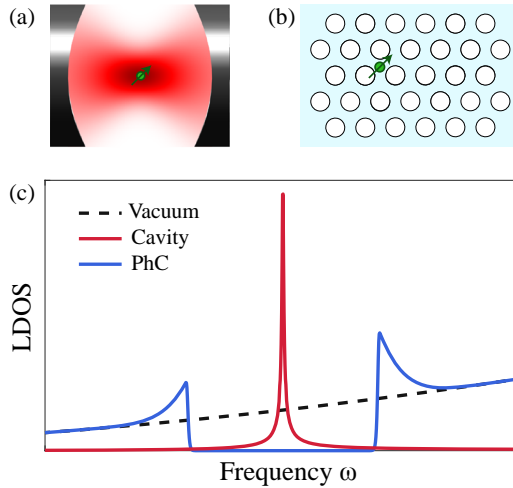 (a)
(b)
(c)
Vacuum
Cavity
PhC
LDOS
Frequency ω